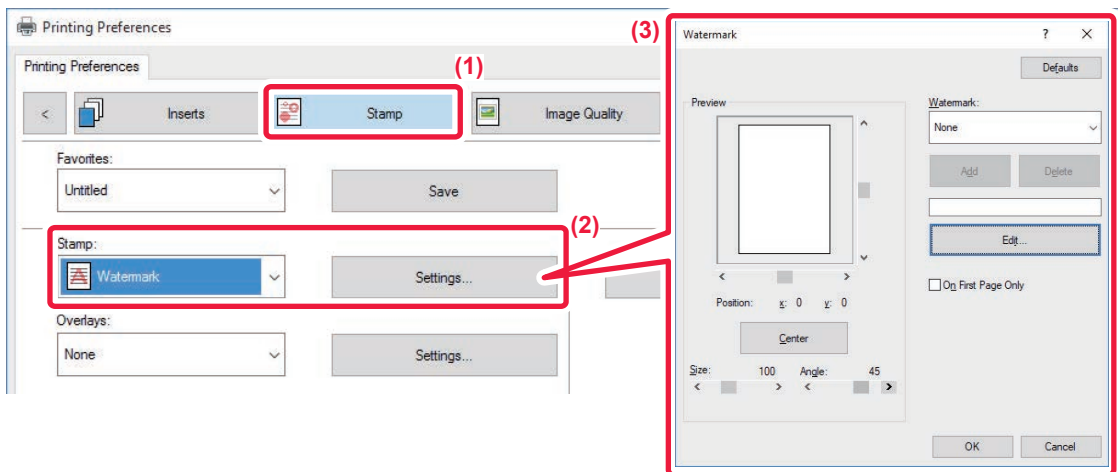 Printing Preferences
Printing Preferences
(1)
< Inserts Stamp Image Quality
Favorites:
Untitled Save
(2)
Stamp:
Watermark Settings...
Overlays:
None Settings...
(3)
Watermark ? X
Defaults
Preview
Watermark:
None
Add Delete
Edit...
On First Page Only
Position: x: 0 y: 0
Center
Size: 100 Angle: 45
OK Cancel